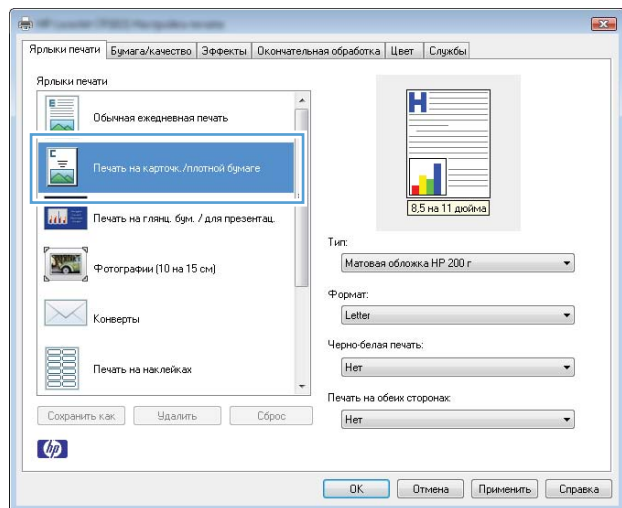 Ярлыки печати Бумага/качество Эффекты Окончательная обработка Цвет Службы
Ярлыки печати
Обычная ежедневная печать
Печать на карточк./плотной бумаге
Печать на глянц. бум. / для презентац.
Фотографии (10 на 15 см)
Конверты
Печать на наклейках
Сохранить как Удалить Сброс
hp
8,5 на 11 дюйма
Тип:
Матовая обложка HP 200 г
Формат:
Letter
Черно-белая печать:
Нет
Печать на обеих сторонах:
Нет
OK Отмена Применить Справка